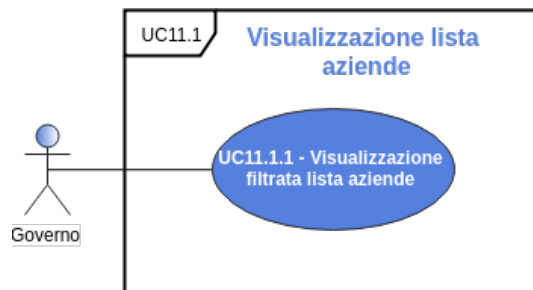 UC11.1
Visualizzazione lista
aziende
UC11.1.1 - Visualizzazione
filtrata lista aziende
Governo